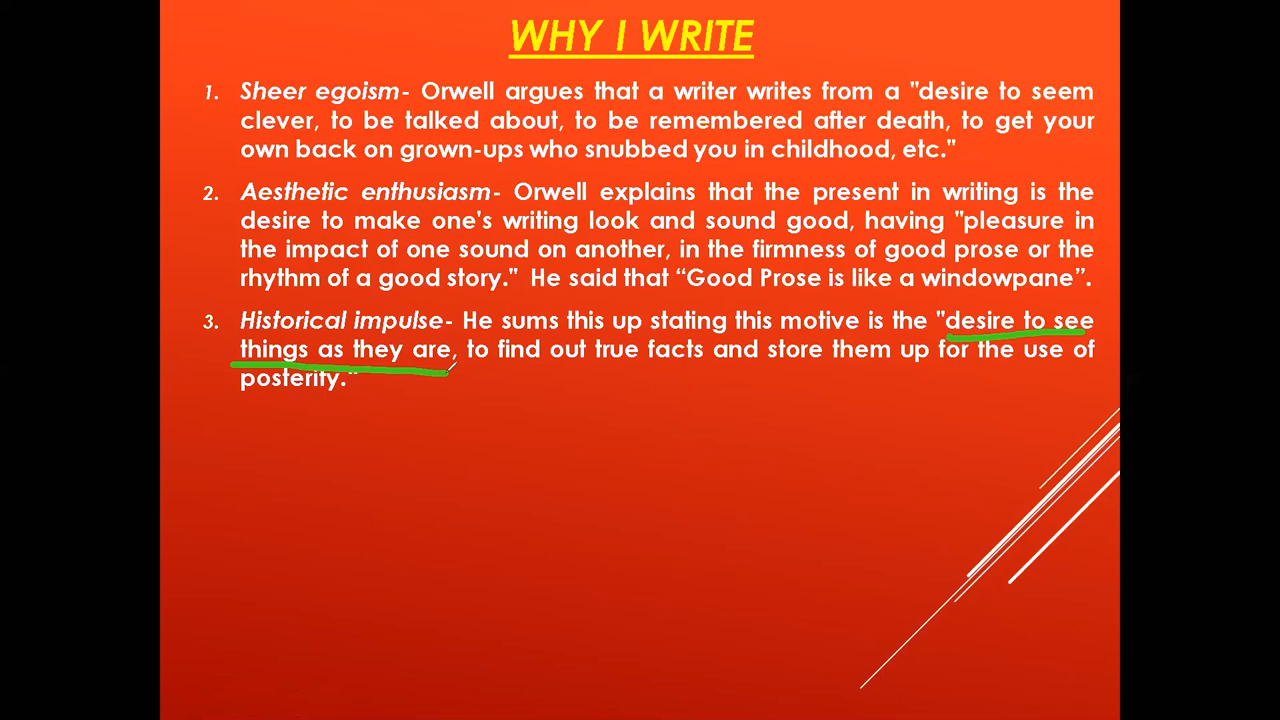 WHY I WRITE
1. Sheer egoism- Orwell argues that a writer writes from a "desire to seem
clever, to be talked about, to be remembered after death, to get your
own back on grown-ups who snubbed you in childhood, etc."
2. Aesthetic enthusiasm- Orwell explains that the present in writing is the
desire to make one's writing look and sound good, having "pleasure in
the impact of one sound on another, in the firmness of good prose or the
rhythm of a good story." He said that “Good Prose is like a windowpane”.
3. Historical impulse- He sums this up stating this motive is the "desire to see
things as they are, to find out true facts and store them up for the use of
posterity."